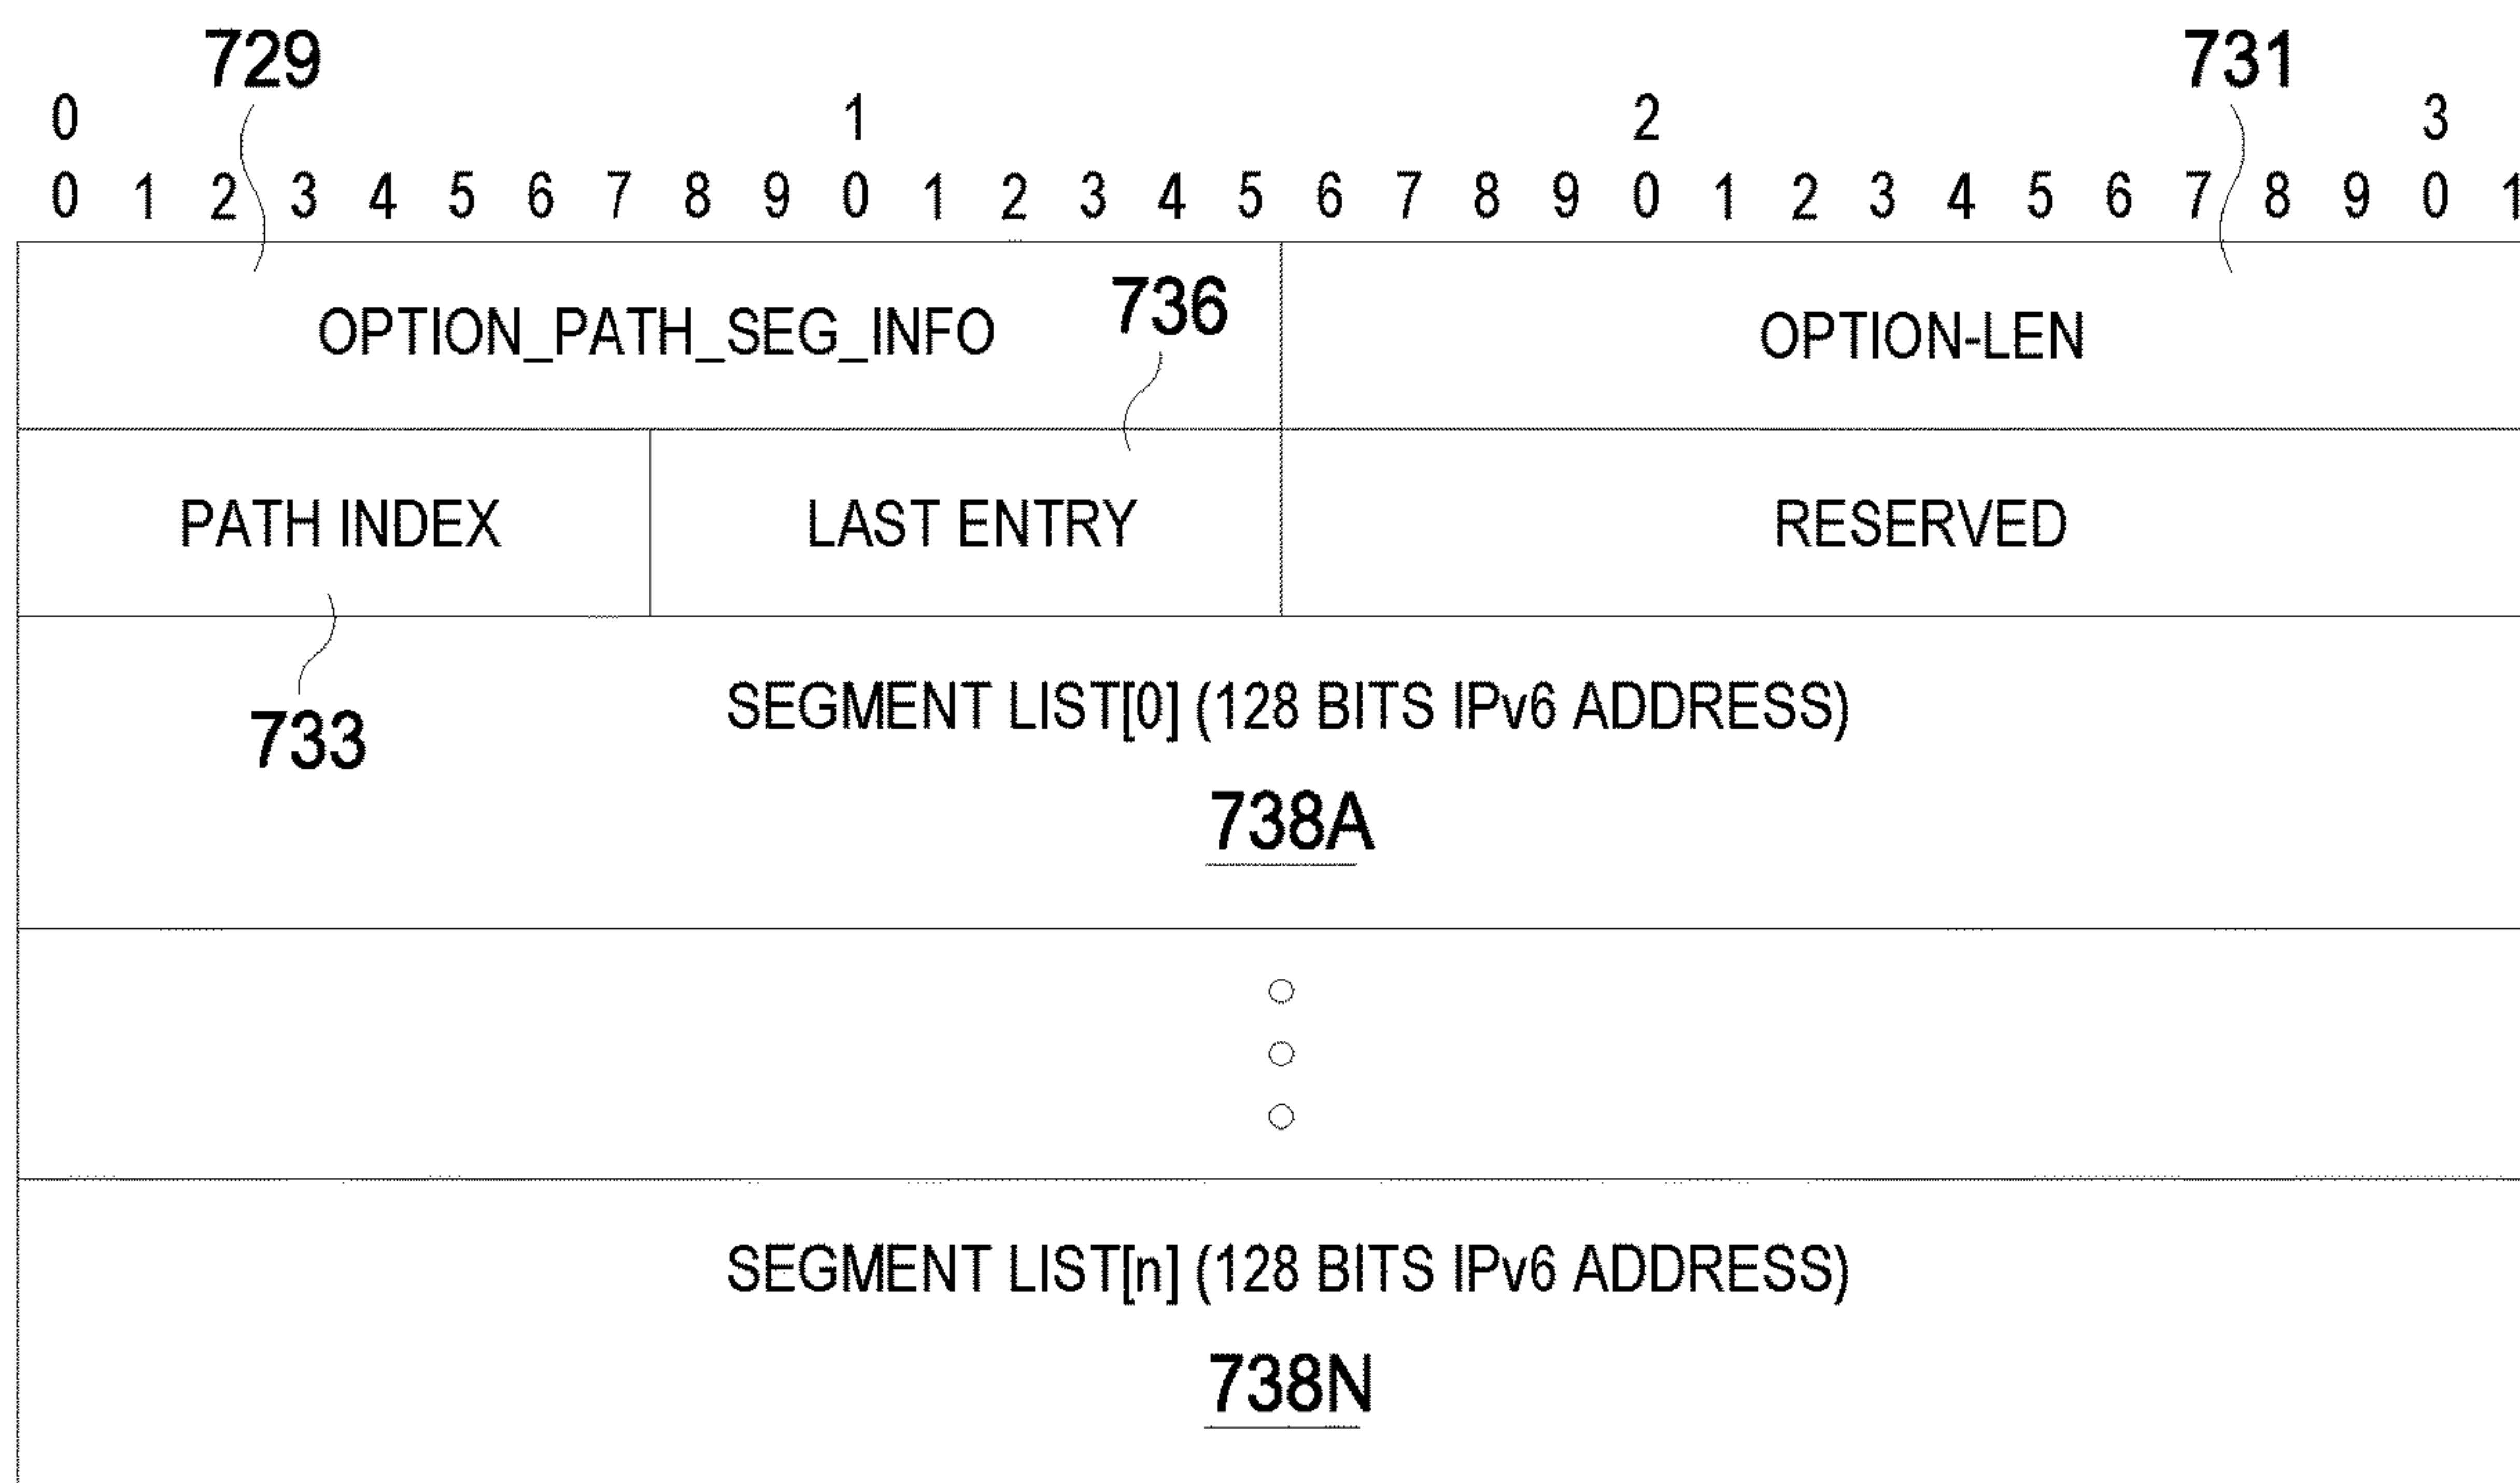 729 731
0 1 2 3
0 1 2 3 4 5 6 7 8 9 0 1 2 3 4 5 6 7 8 9 0 1 2 3 4 5 6 7 8 9 0 1
736
OPTION_PATH_SEG_INFO OPTION-LEN
PATH INDEX LAST ENTRY RESERVED
SEGMENT LIST[0] (128 BITS IPv6 ADDRESS)
733
738A
SEGMENT LIST[n] (128 BITS IPv6 ADDRESS)
738N